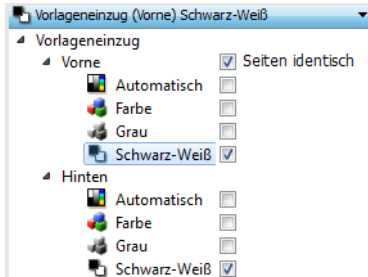 Vorlageneinzug (Vorne) Schwarz-Weiß
Vorlageneinzug
Vorne Seiten identisch
Automatisch
Farbe
Grau
Schwarz-Weiß
Hinten
Automatisch
Farbe
Grau
Schwarz-Weiß